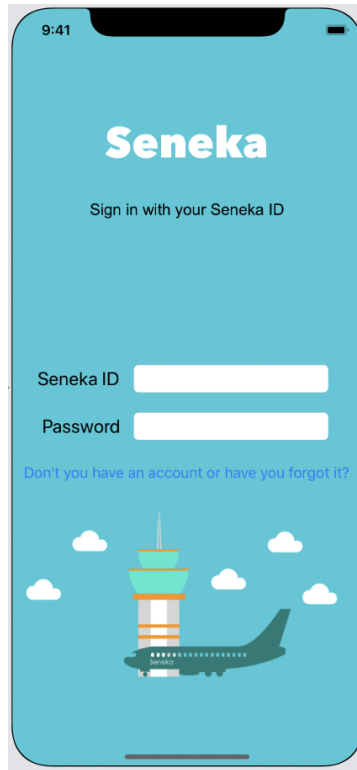 9:41
Seneka
Sign in with your Seneka ID
Seneka ID
Password
Don't you have an account or have you forgot it?
Seneka